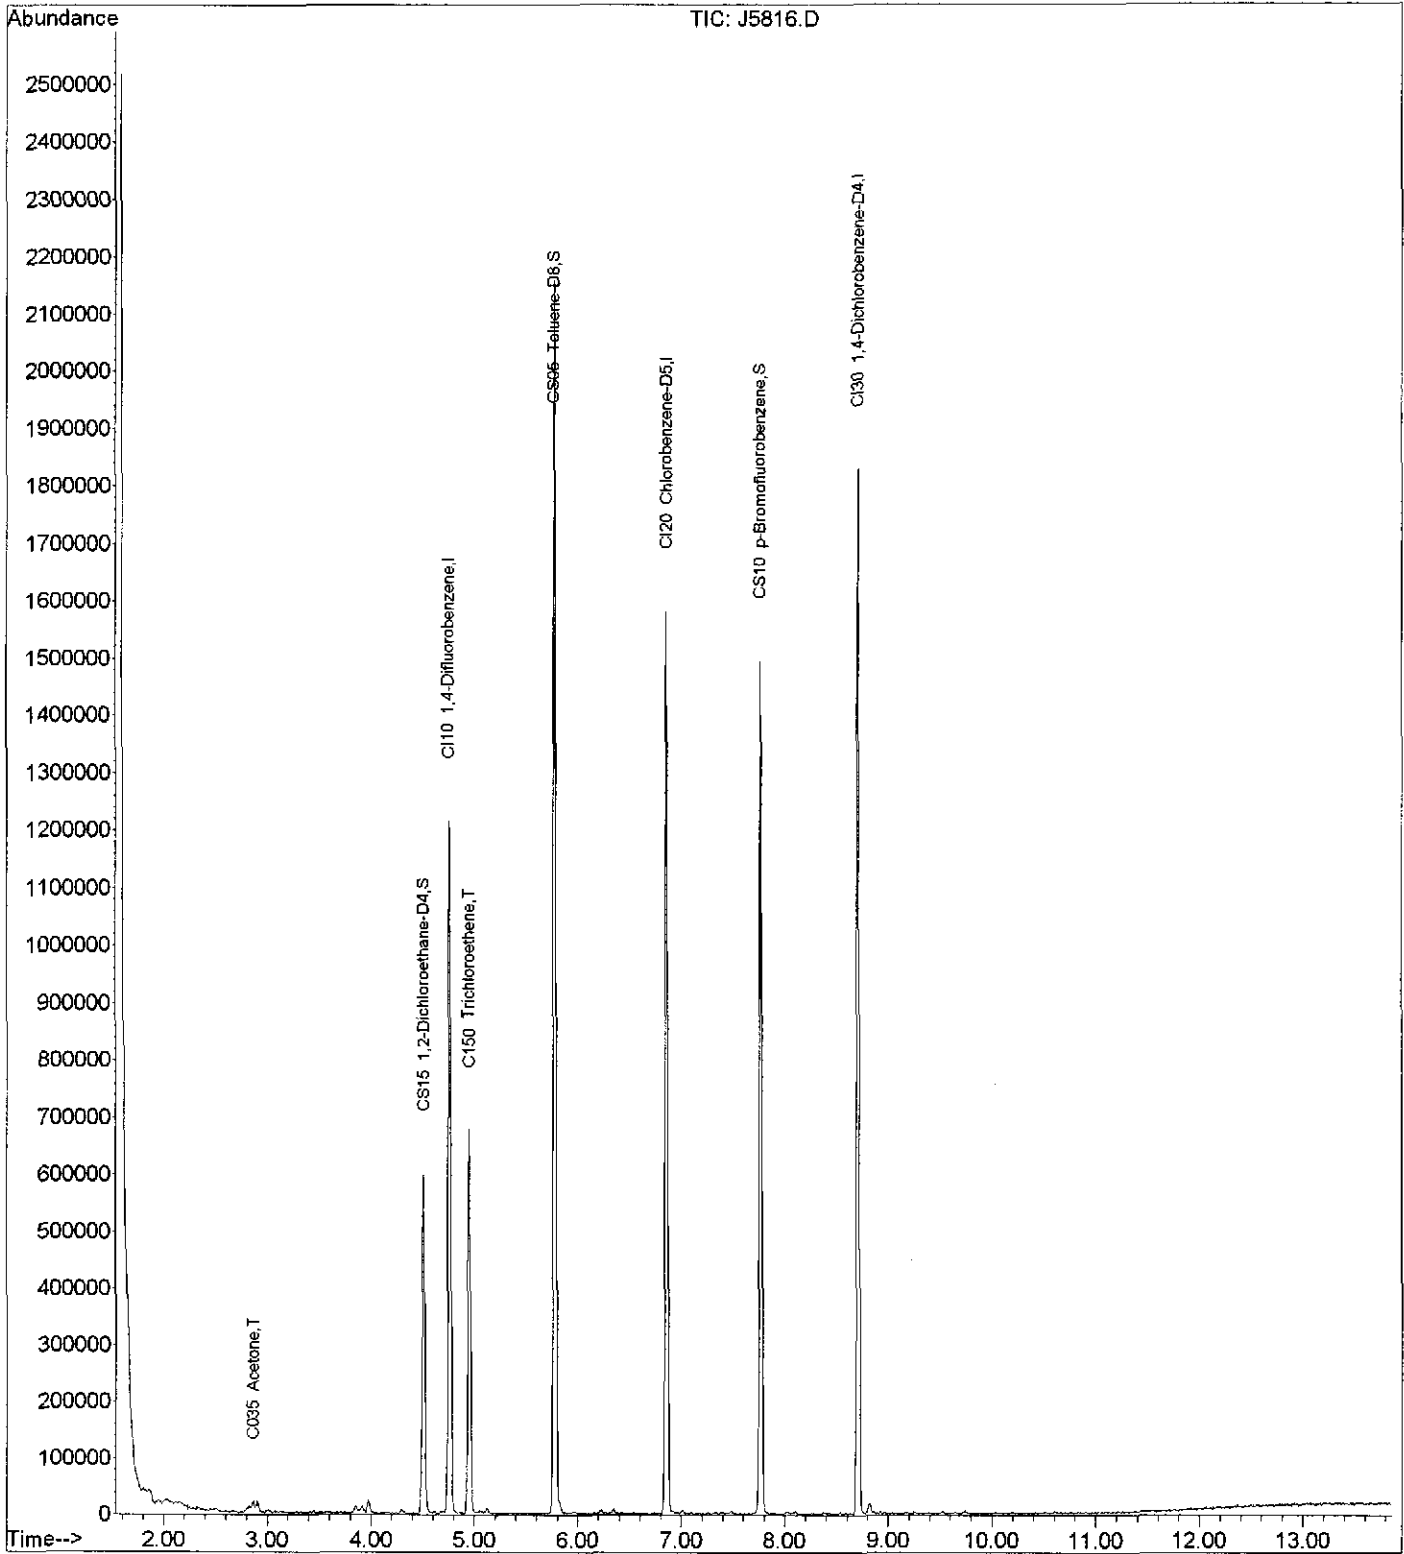 Abundance
TIC: J5816.D
2500000
2400000
2300000
2200000
2100000
2000000
1900000
1800000
1700000
1600000
1500000
1400000
1300000
1200000
1100000
1000000
900000
800000
700000
600000
500000
400000
300000
200000
100000
0
C035 Acetone,T
CS15 1,2-Dichloroethane-D4,S
CI10 1,4-Difluorobenzene,I
C150 Trichloroethene,T
CS05 Toluene-D8,S
CI20 Chlorobenzene-D5,I
CS10 p-Bromofluorobenzene,S
CI30 1,4-Dichlorobenzene-D4,I
Time-->
2.00 3.00 4.00 5.00 6.00 7.00 8.00 9.00 10.00 11.00 12.00 13.00